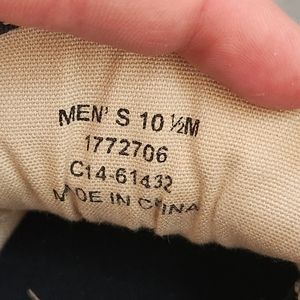 MEN'S 10 ½M
1772706
C14-61432
MADE IN CHINA